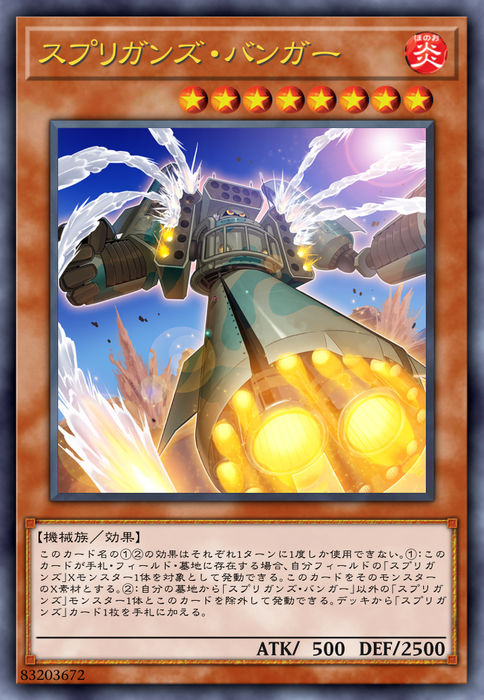 スプリガンズ・バンガー
ほのお
炎
【機械族／効果】
このカード名の①②の効果はそれぞれ1ターンに1度しか使用できない。①：この
カードが手札・フィールド・墓地に存在する場合、自分フィールドの「スプリガ
ンズ」Xモンスター1体を対象として発動できる。このカードをそのモンスター
のX素材とする。②：自分の墓地から「スプリガンズ・バンガー」以外の「スプリガ
ンズ」モンスター1体とこのカードを除外して発動できる。デッキから「スプリガ
ンズ」カード1枚を手札に加える。
ATK/ 500 DEF/2500
83203672